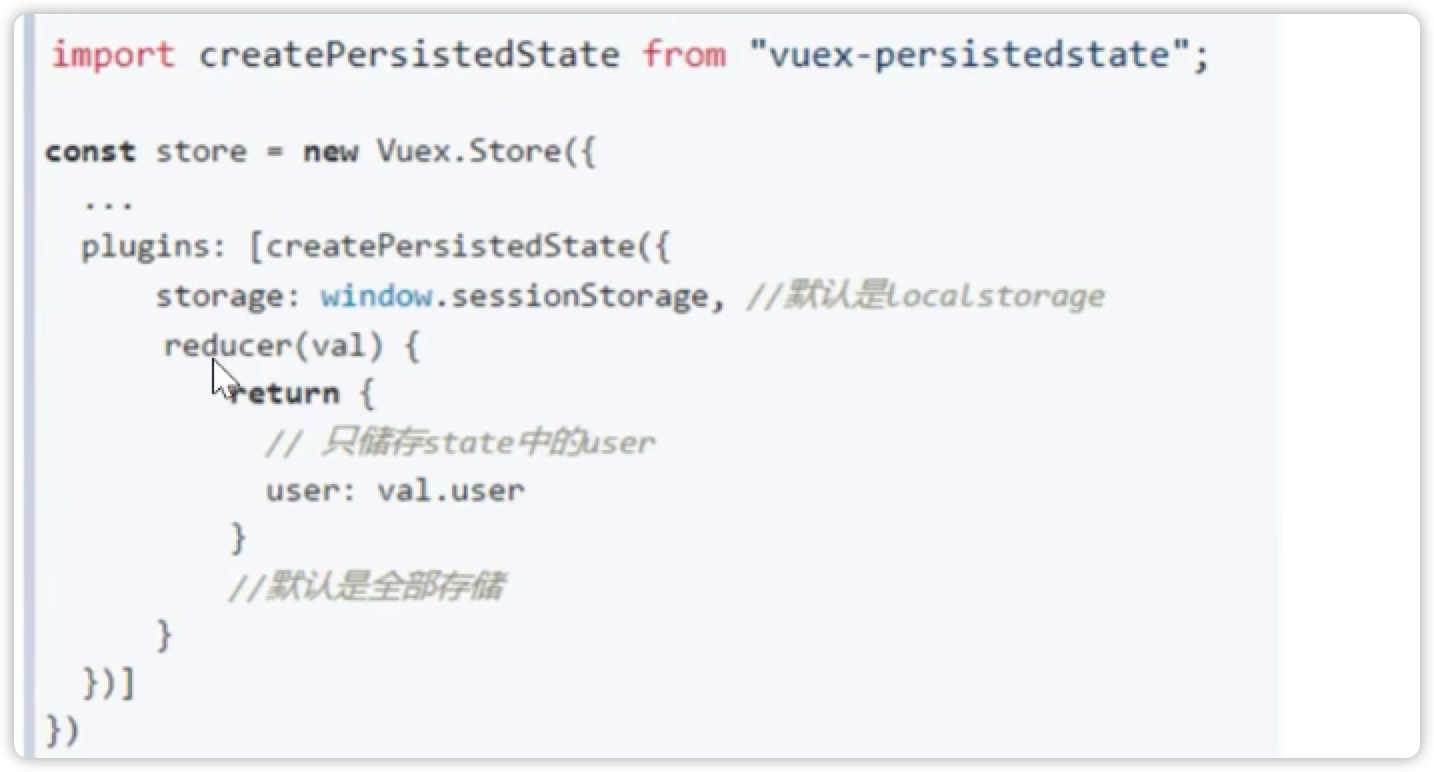 import createPersistedState from "vuex-persistedstate";
const store = new Vuex.Store({
...
plugins: [createPersistedState({
storage: window.sessionStorage, //默认是localstorage
reducer(val) {
return {
// 只储存state中的user
user: val.user
}
//默认是全部存储
}
})]
})